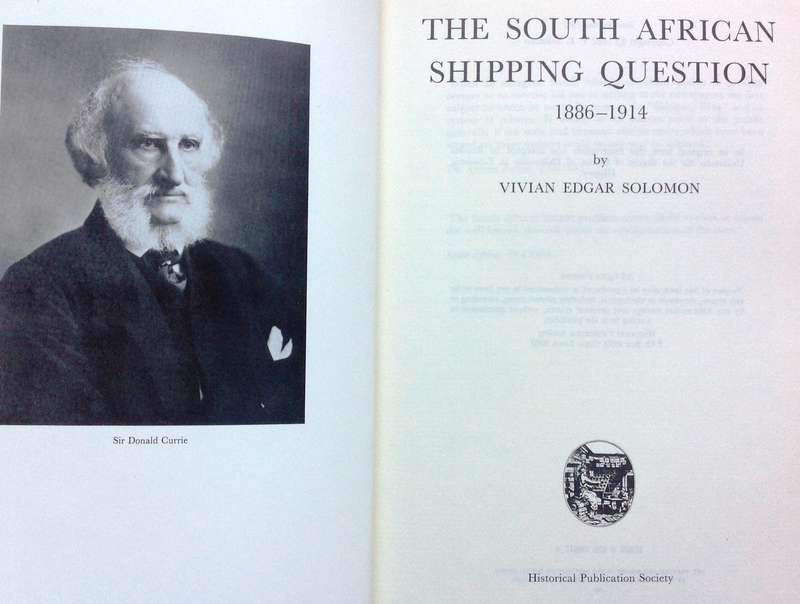 Sir Donald Currie
THE SOUTH AFRICAN
SHIPPING QUESTION
1886–1914
by
VIVIAN EDGAR SOLOMON
Historical Publication Society